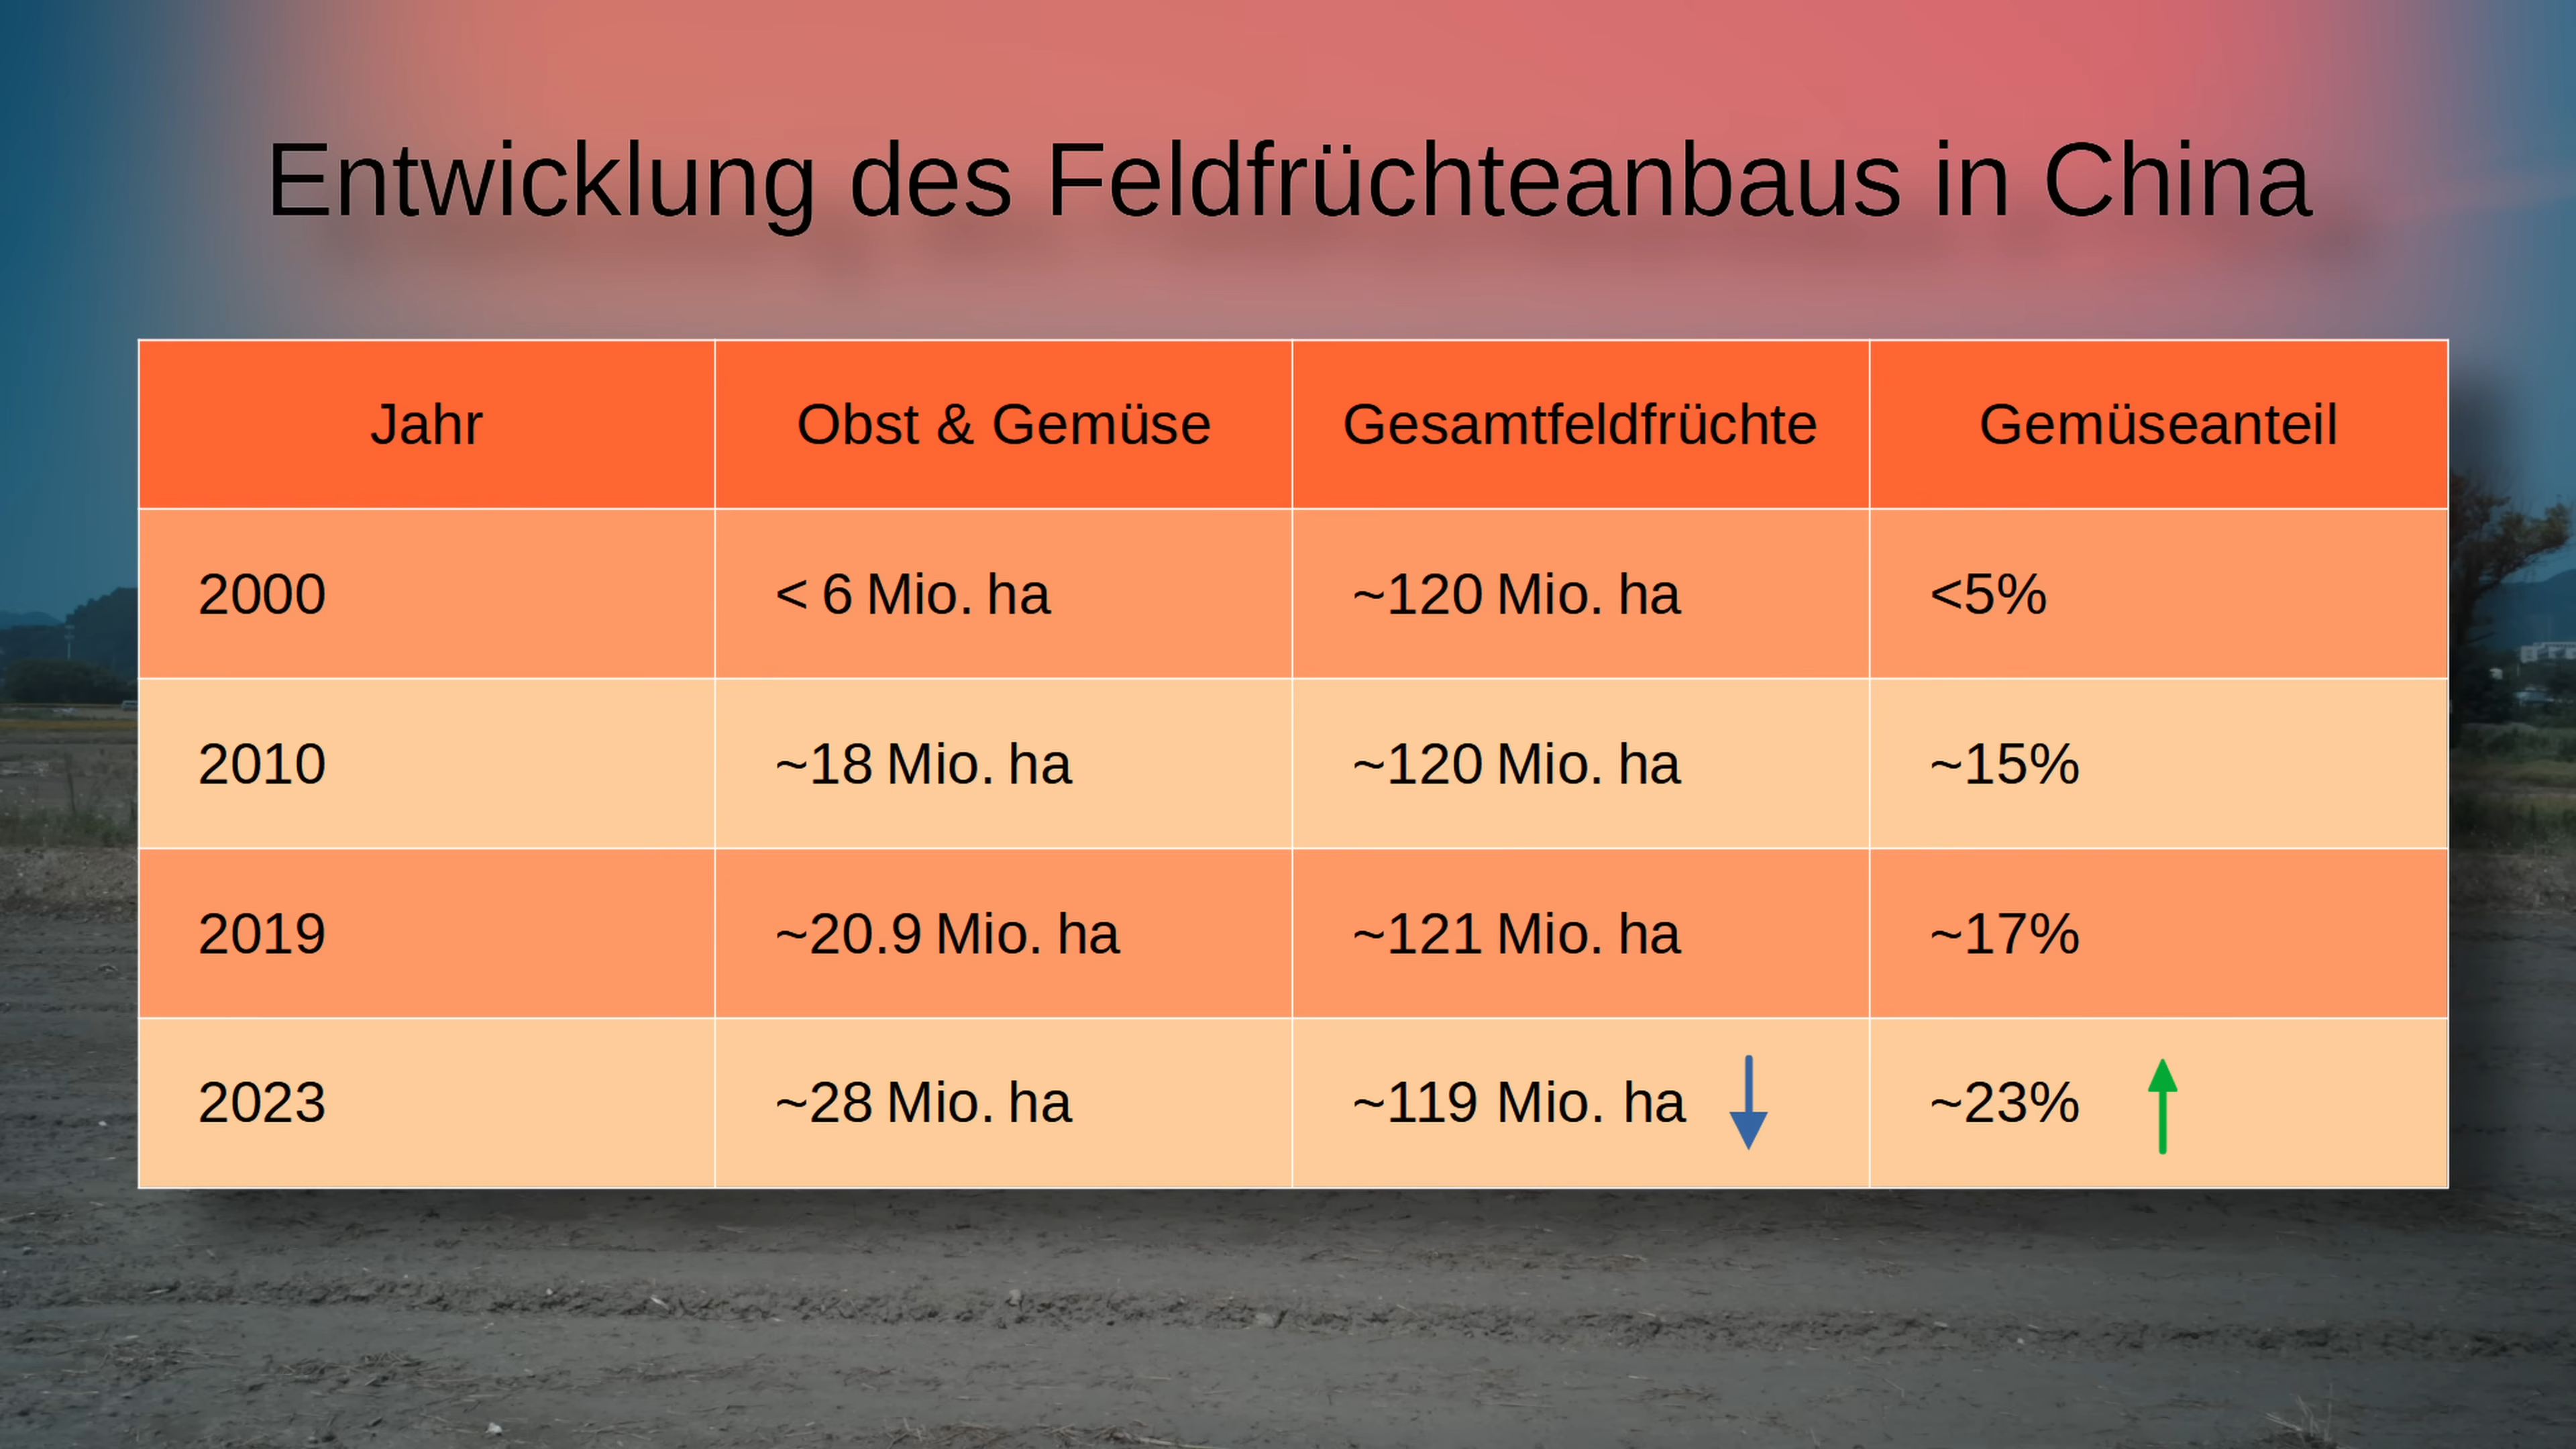 Entwicklung des Feldfrüchteanbaus in China
Jahr Obst & Gemüse Gesamtfeldfrüchte Gemüseanteil
2000 < 6 Mio. ha ~120 Mio. ha <5%
2010 ~18 Mio. ha ~120 Mio. ha ~15%
2019 ~20.9 Mio. ha ~121 Mio. ha ~17%
2023 ~28 Mio. ha ~119 Mio. ha ~23%